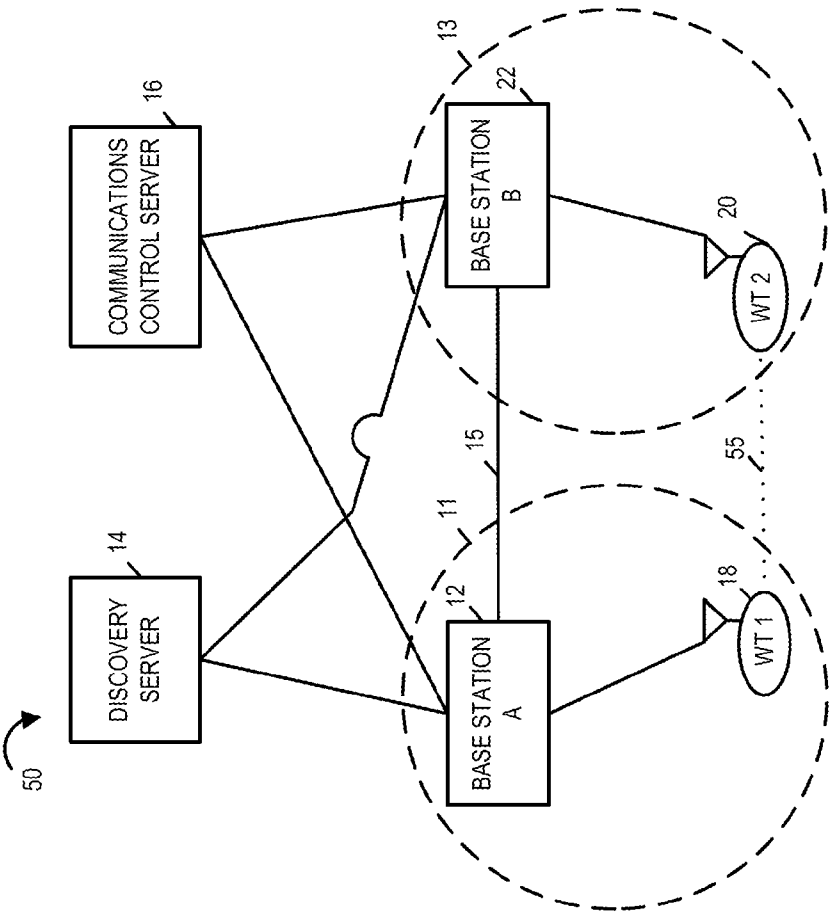 50
DISCOVERY
SERVER
14
COMMUNICATIONS
CONTROL SERVER
16
11
13
12
BASE STATION
A
15
22
BASE STATION
B
18
WT 1
55
20
WT 2